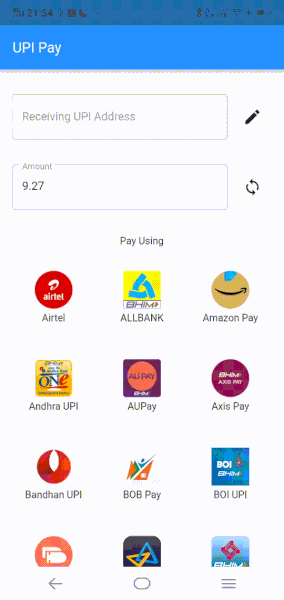 21:54
UPI Pay
Receiving UPI Address
Amount
9.27
Pay Using
airtel
BHIM
BHIM
AXIS PAY
Airtel
ALLBANK
Amazon Pay
BHIM
ONE
AU PAY
BHIM
Andhra UPI
AUPay
Axis Pay
BOI
BHIM
Bandhan UPI
BOB Pay
BOI UPI
BHIM